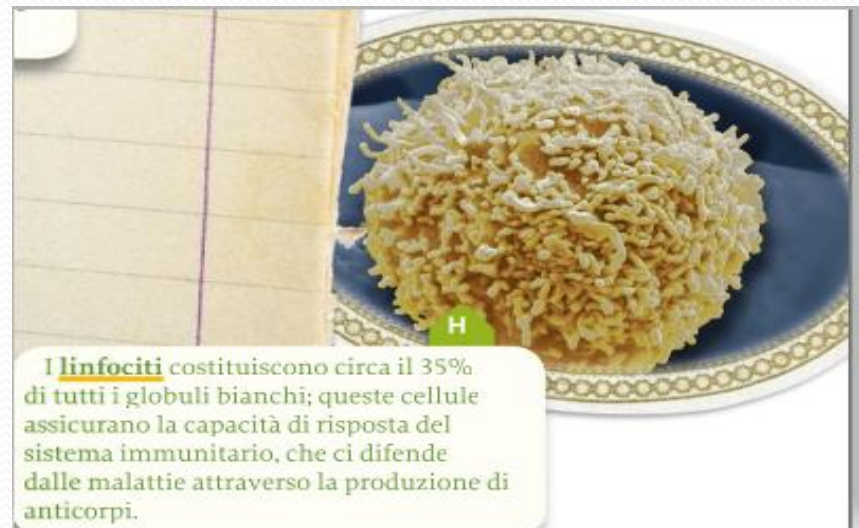 H
I linfociti costituiscono circa il 35%
di tutti i globuli bianchi; queste cellule
assicurano la capacità di risposta del
sistema immunitario, che ci difende
dalle malattie attraverso la produzione di
anticorpi.